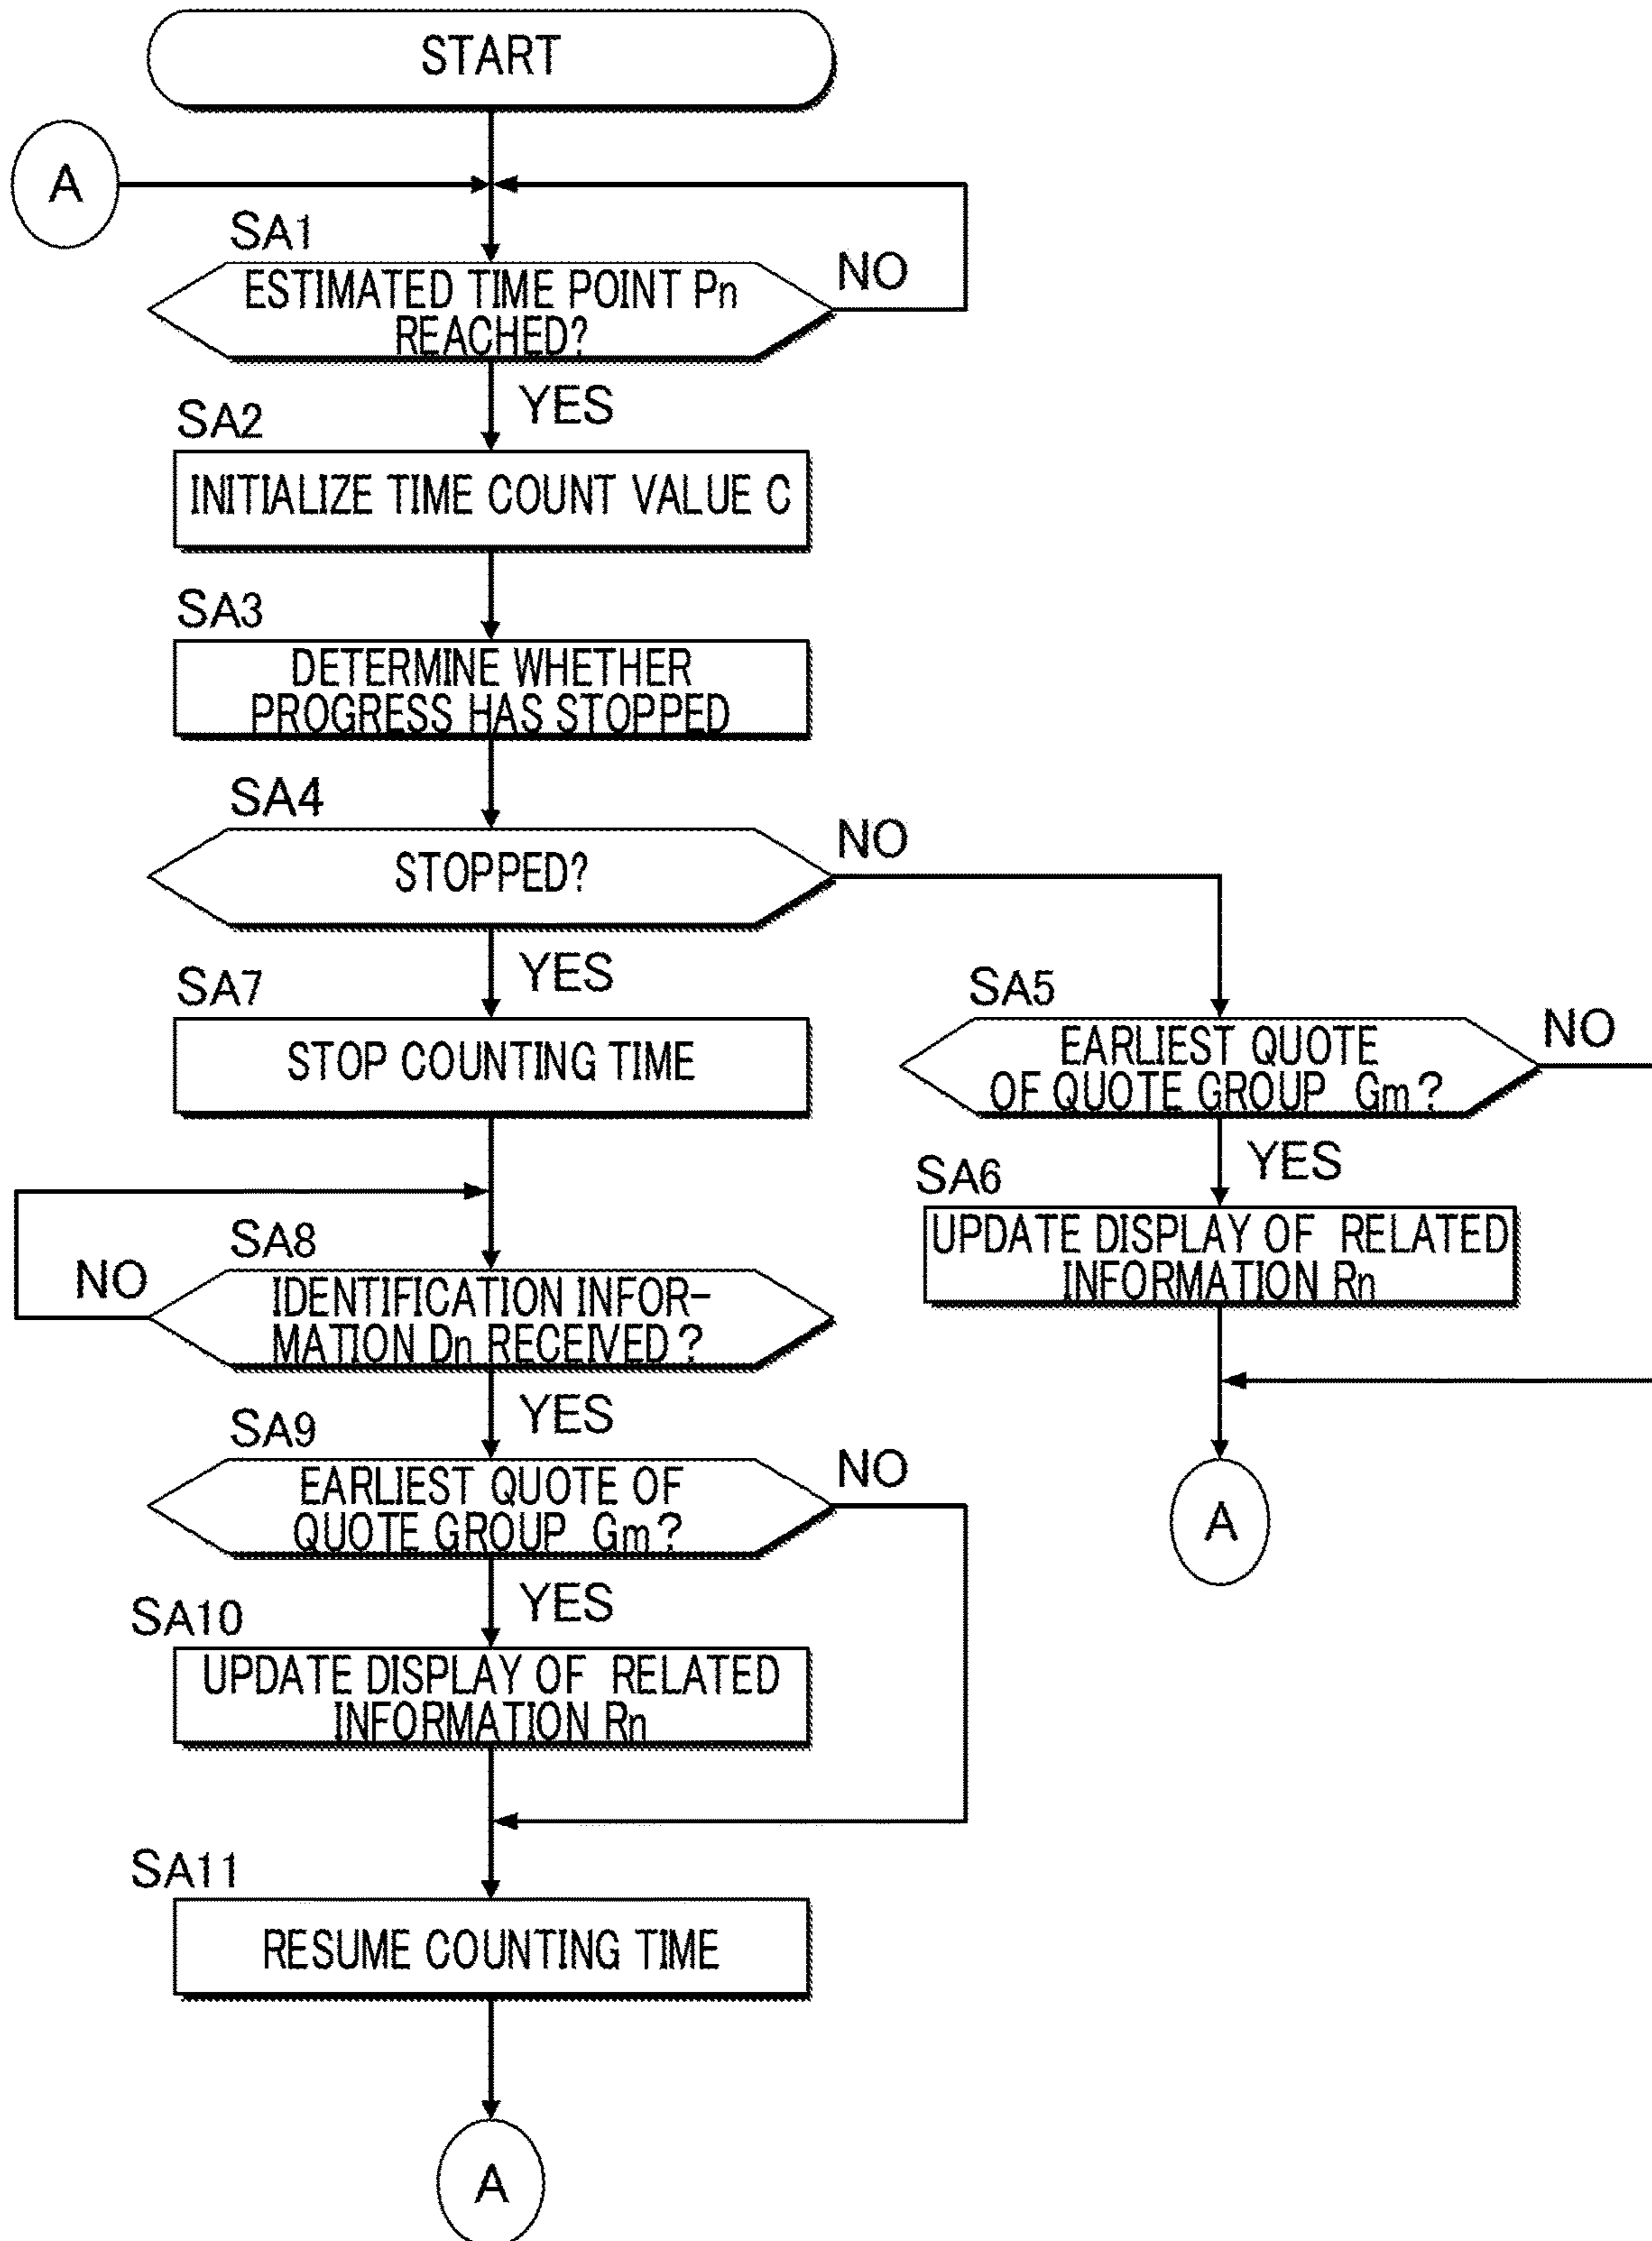 START
A
SA1
ESTIMATED TIME POINT Pn
REACHED?
NO
YES
SA2
INITIALIZE TIME COUNT VALUE C
SA3
DETERMINE WHETHER
PROGRESS HAS STOPPED
SA4
STOPPED?
NO
YES
SA7
STOP COUNTING TIME
SA5
EARLIEST QUOTE
OF QUOTE GROUP Gm?
NO
YES
SA6
UPDATE DISPLAY OF RELATED
INFORMATION Rn
A
SA8
IDENTIFICATION INFOR-
MATION Dn RECEIVED?
NO
YES
SA9
EARLIEST QUOTE OF
QUOTE GROUP Gm?
NO
YES
SA10
UPDATE DISPLAY OF RELATED
INFORMATION Rn
SA11
RESUME COUNTING TIME
A